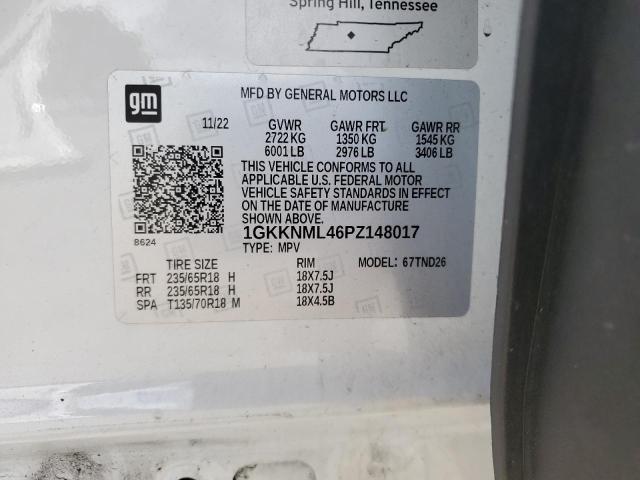 Spring Hill, Tennessee
gm
MFD BY GENERAL MOTORS LLC
11/22 GVWR GAWR FRT GAWR RR
2722 KG 1350 KG 1545 KG
6001 LB 2976 LB 3406 LB
THIS VEHICLE CONFORMS TO ALL
APPLICABLE U.S. FEDERAL MOTOR
VEHICLE SAFETY STANDARDS IN EFFECT
ON THE DATE OF MANUFACTURE
SHOWN ABOVE.
1GKKNML46PZ148017
8624
TYPE: MPV
TIRE SIZE RIM MODEL: 67TND26
FRT 235/65R18 H 18X7.5J
RR 235/65R18 H 18X7.5J
SPA T135/70R18 M 18X4.5B